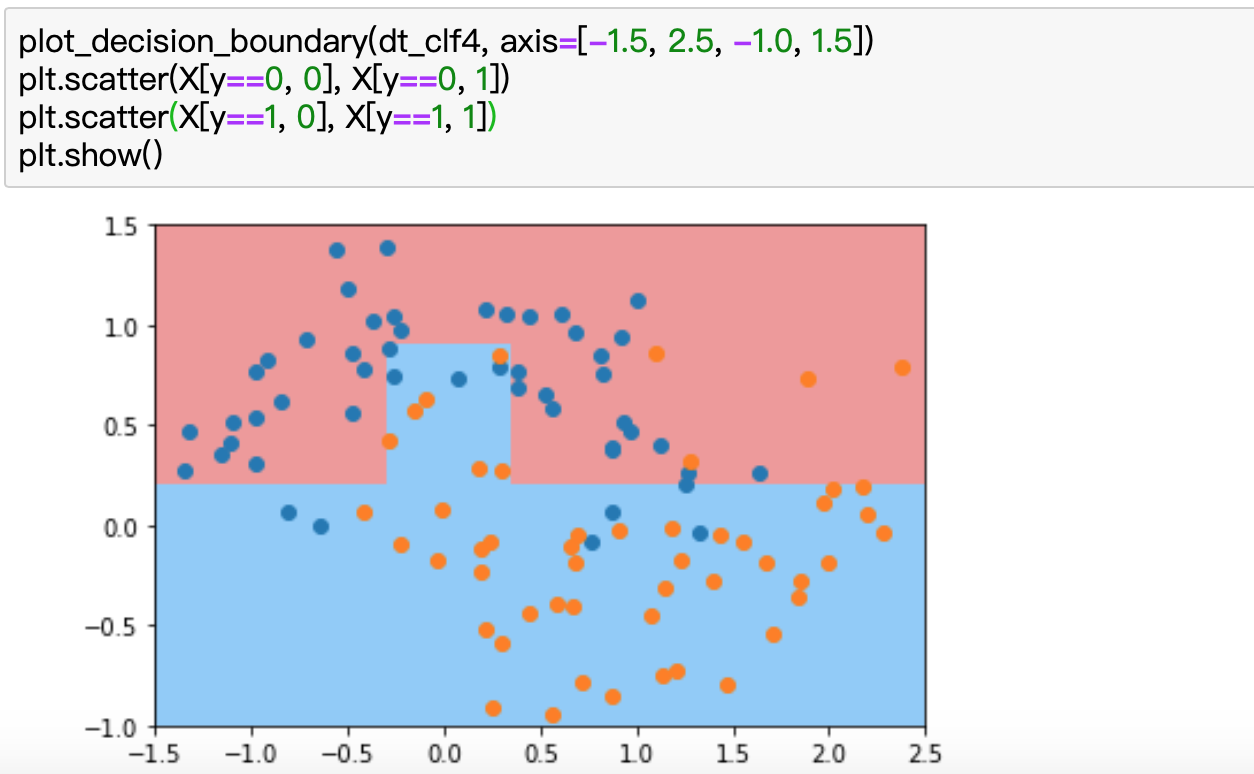 plot_decision_boundary(dt_clf4, axis=[−1.5, 2.5, −1.0, 1.5])
plt.scatter(X[y==0, 0], X[y==0, 1])
plt.scatter(X[y==1, 0], X[y==1, 1])
plt.show()
1.5
1.0
0.5
0.0
−0.5
−1.0
−1.5 −1.0 −0.5 0.0 0.5 1.0 1.5 2.0 2.5